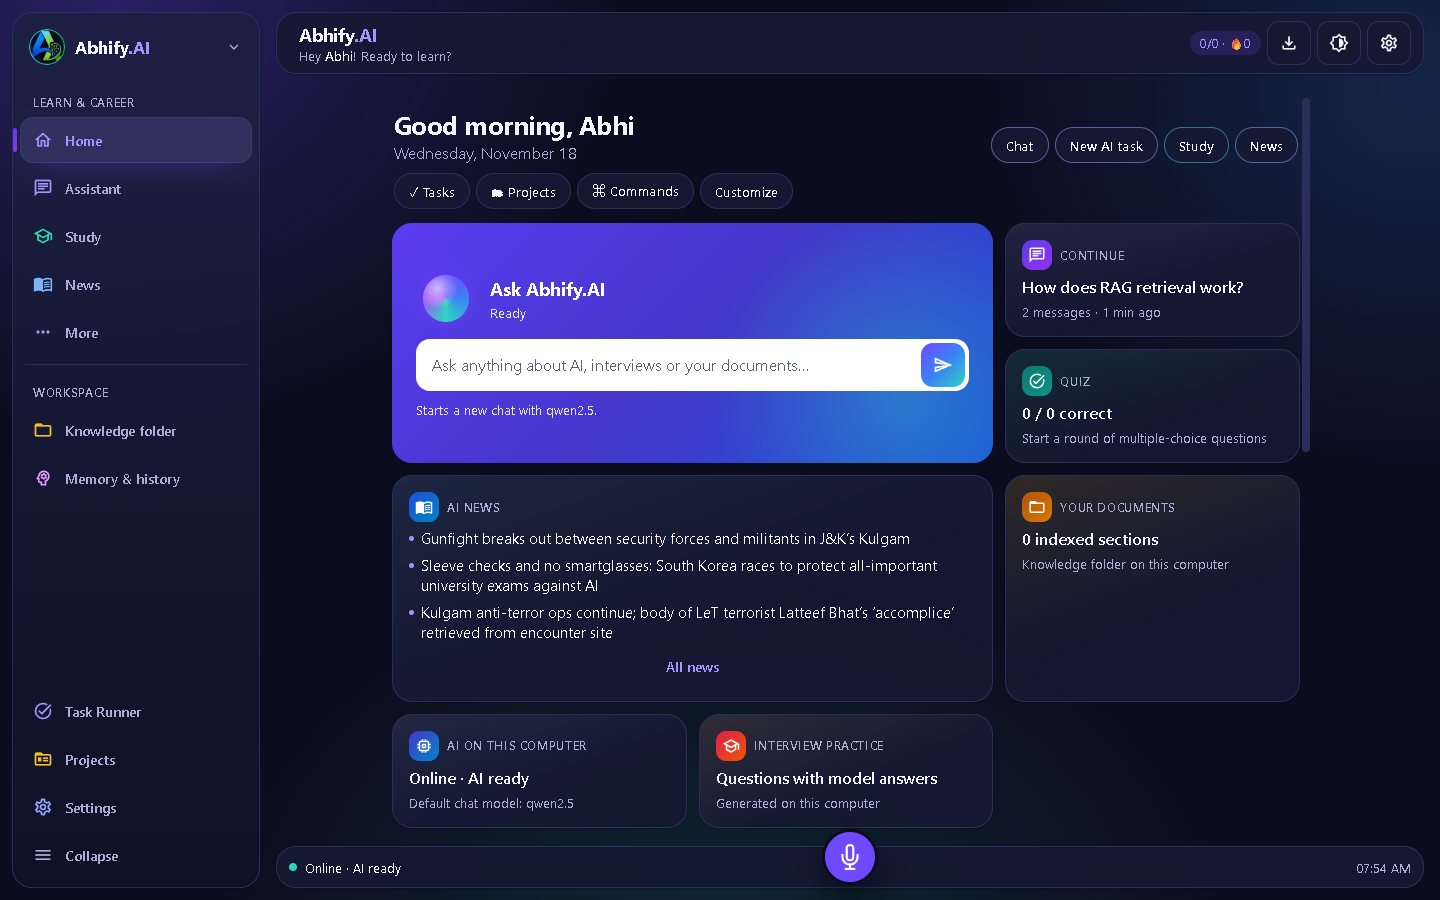 Abhify.AI
LEARN & CAREER
Home
Assistant
Study
News
More
WORKSPACE
Knowledge folder
Memory & history
Task Runner
Projects
Settings
Collapse
Abhify.AI
Hey Abhi! Ready to learn?
0/0 · 🔥0
Good morning, Abhi
Wednesday, November 18
Chat
New AI task
Study
News
✓ Tasks
Projects
⌘ Commands
Customize
Ask Abhify.AI
Ready
Ask anything about AI, interviews or your documents...
Starts a new chat with qwen2.5.
CONTINUE
How does RAG retrieval work?
2 messages · 1 min ago
QUIZ
0 / 0 correct
Start a round of multiple-choice questions
AI NEWS
• Gunfight breaks out between security forces and militants in J&K's Kulgam
• Sleeve checks and no smartglasses: South Korea races to protect all-important
university exams against AI
• Kulgam anti-terror ops continue; body of LeT terrorist Latteef Bhat's 'accomplice'
retrieved from encounter site
All news
YOUR DOCUMENTS
0 indexed sections
Knowledge folder on this computer
AI ON THIS COMPUTER
Online · AI ready
Default chat model: qwen2.5
INTERVIEW PRACTICE
Questions with model answers
Generated on this computer
Online · AI ready
07:54 AM